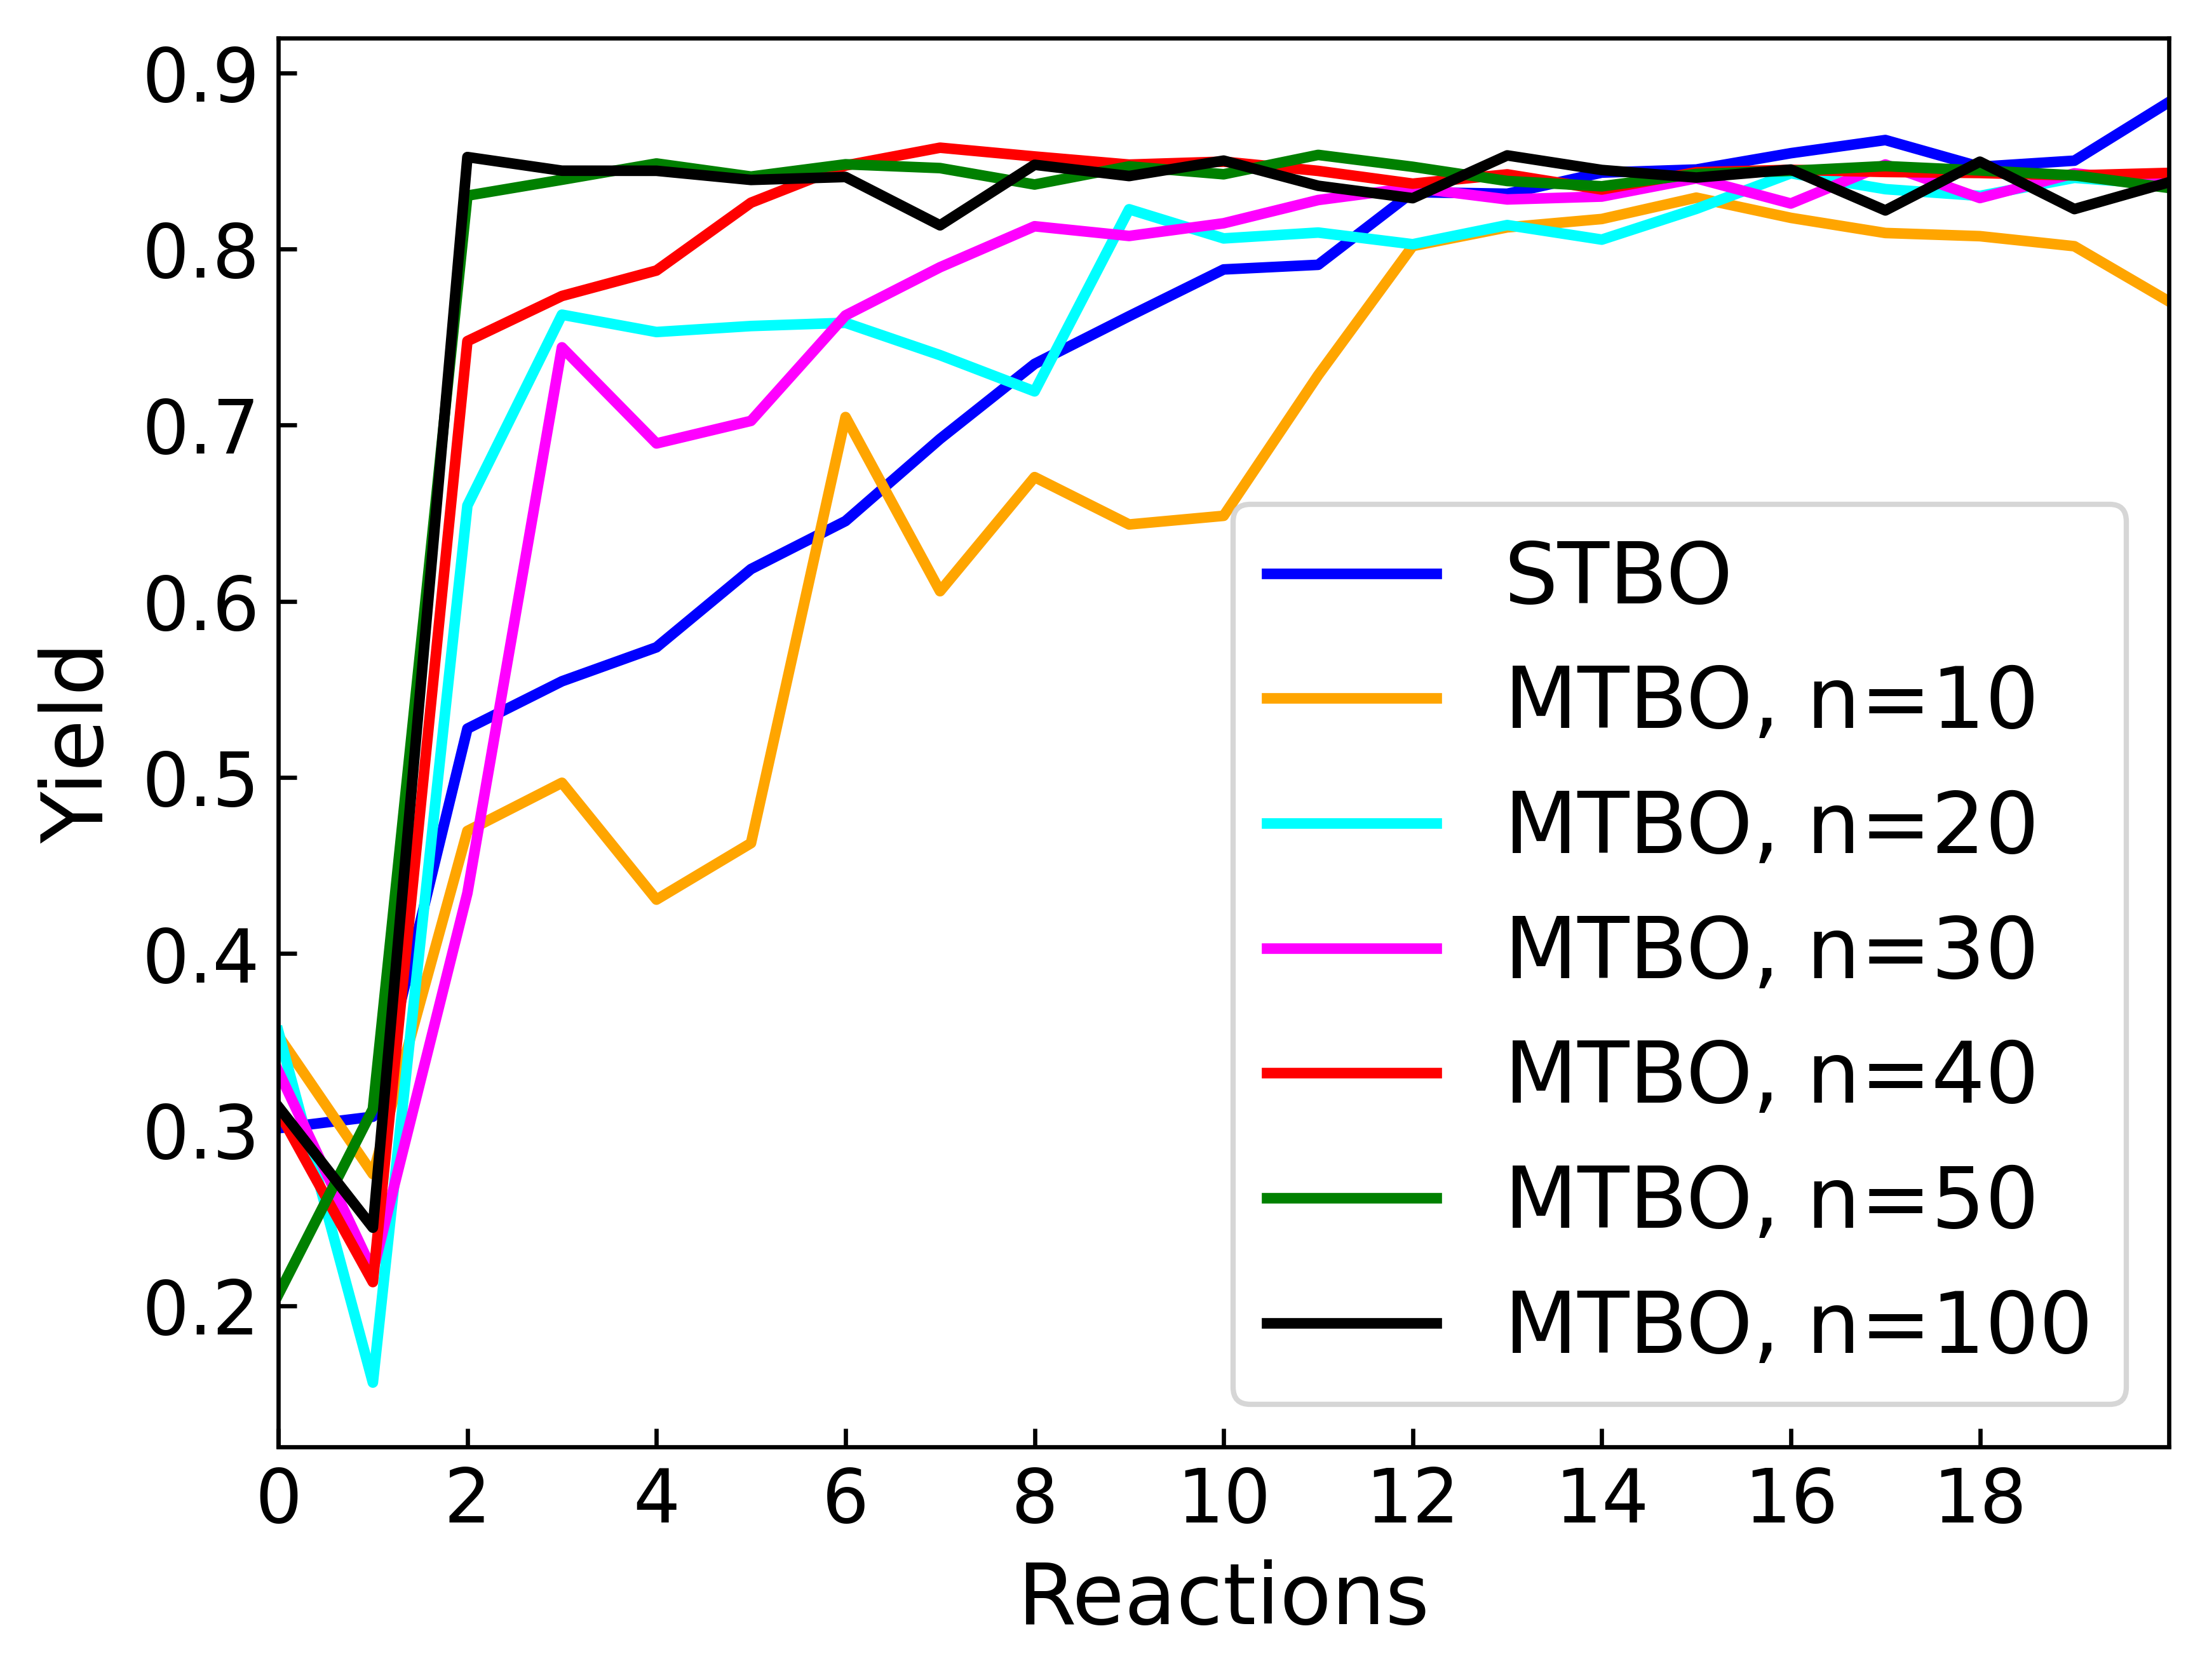 0.9
0.8
0.7
0.6
0.5
0.4
0.3
0.2
Yield
STBO
MTBO, n=10
MTBO, n=20
MTBO, n=30
MTBO, n=40
MTBO, n=50
MTBO, n=100
0 2 4 6 8 10 12 14 16 18
Reactions